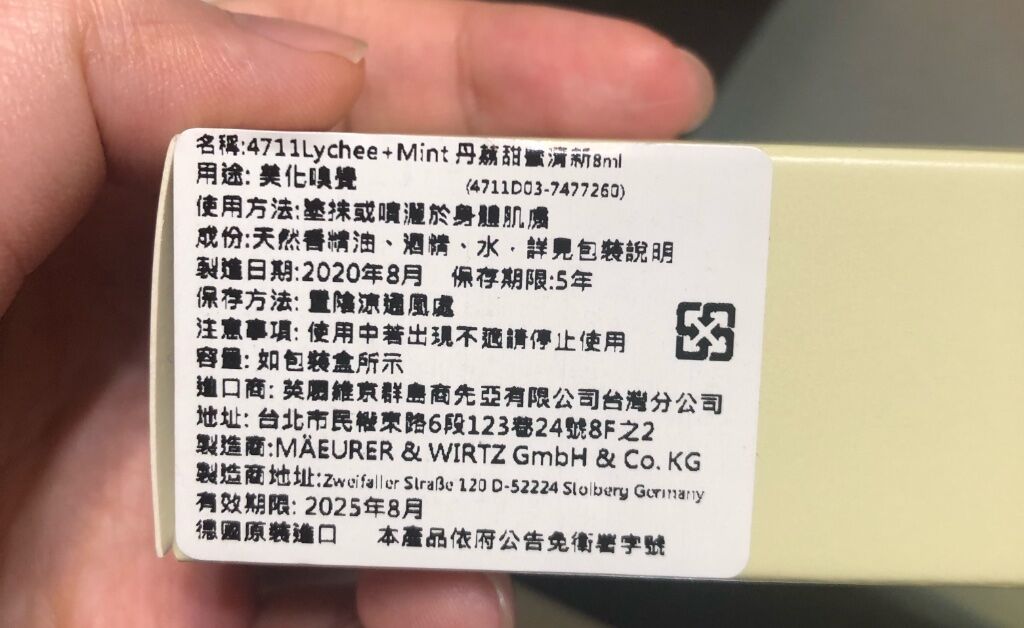 名稱:4711Lychee+Mint 丹荔甜蜜清新8ml
用途: 美化嗅覺 (4711D03-7477260)
使用方法:塗抹或噴灑於身體肌膚
成份:天然香精油、酒精、水，詳見包裝說明
製造日期:2020年8月 保存期限:5年
保存方法: 置陰涼通風處
注意事項: 使用中若出現不適請停止使用
容量: 如包裝盒所示
進口商: 英屬維京群島商先亞有限公司台灣分公司
地址: 台北市民權東路6段123巷24號8F之2
製造商:MÄEURER & WIRTZ GmbH & Co. KG
製造商地址:Zweifaller Straße 120 D-52224 Stolberg Germany
有效期限: 2025年8月
德國原裝進口 本產品依府公告免衛署字號